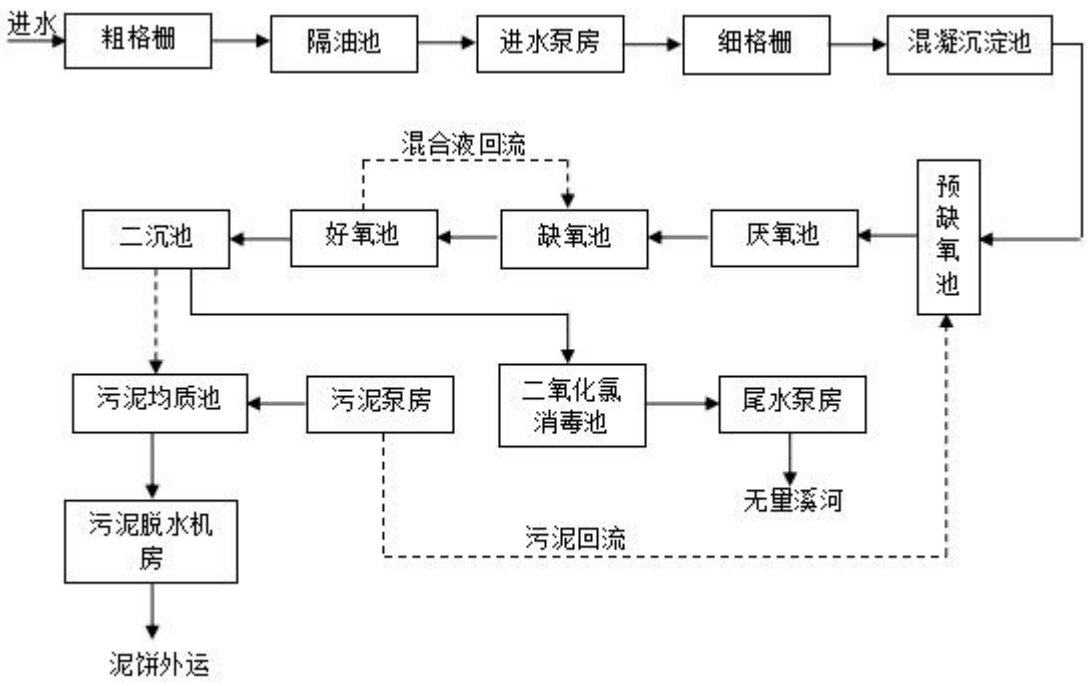 进水
粗格栅
隔油池
进水泵房
细格栅
混凝沉淀池
混合液回流
二沉池
好氧池
缺氧池
厌氧池
预
缺
氧
池
污泥均质池
污泥泵房
二氧化氯
消毒池
尾水泵房
无量溪河
污泥脱水机
房
污泥回流
泥饼外运